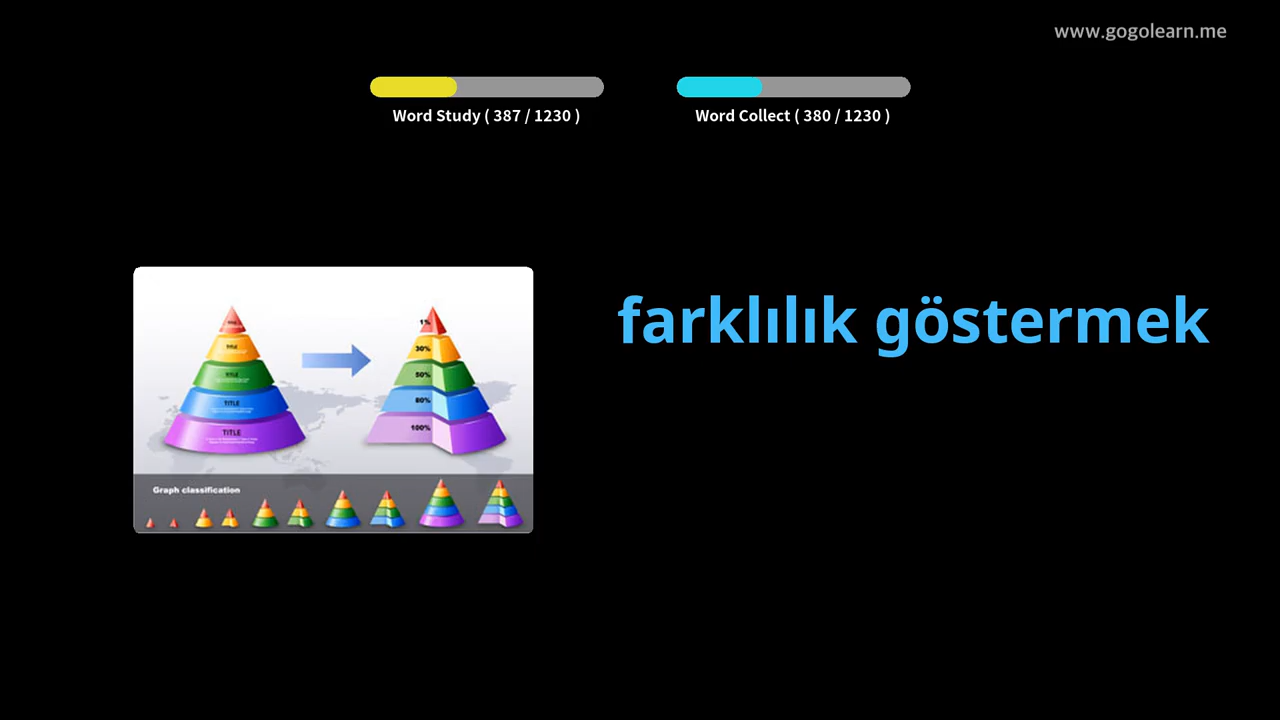 www.gogolearn.me
Word Study ( 387 / 1230 )
Word Collect ( 380 / 1230 )
farklılık göstermek
1%
TITLE
30%
TITLE
50%
TITLE
80%
TITLE
100%
Graph classification